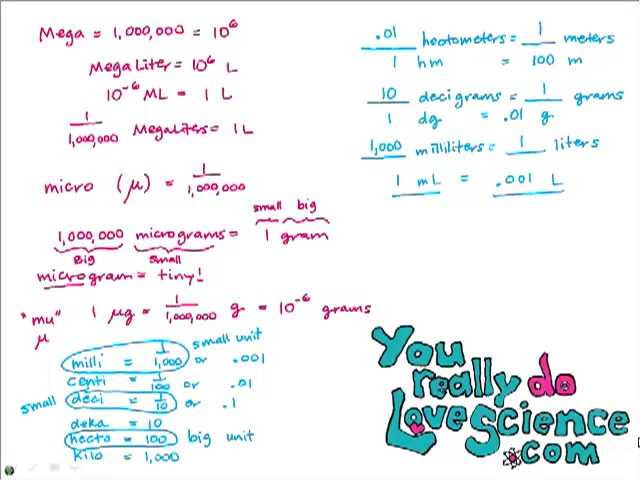 Mega = 1,000,000 = 10⁶
MegaLiter = 10⁶ L
10⁻⁶ ML = 1 L
1/1,000,000 Megaliters = 1L
micro (μ) = 1/1,000,000
small big
1,000,000 micrograms = 1 gram
Big small
microgram = tiny!
"mu" 1 μg = 1/1,000,000 g = 10⁻⁶ grams
μ
small unit
milli = 1/1,000 or .001
centi = 1/100 or .01
small deci = 1/10 or .1
deka = 10
hecto = 100 big unit
kilo = 1,000
.01 hectometers = 1 meters
1 hm = 100 m
10 decigrams = 1 grams
1 dg = .01 g
1,000 milliliters = 1 liters
1 mL = .001 L
You
really do
Love Science
.com